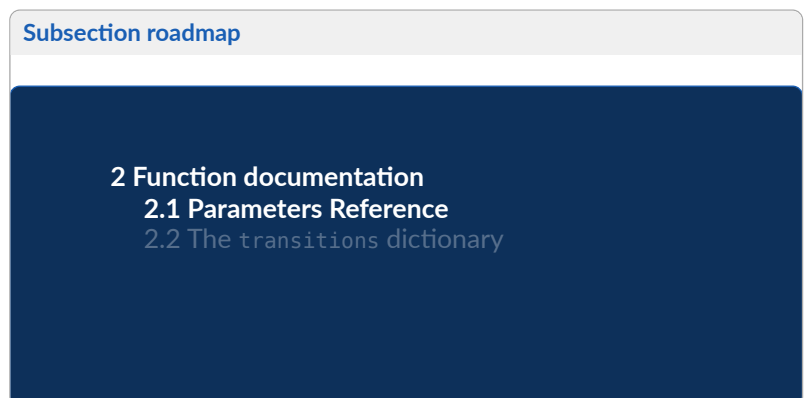 Subsection roadmap
2 Function documentation
2.1 Parameters Reference
2.2 The transitions dictionary